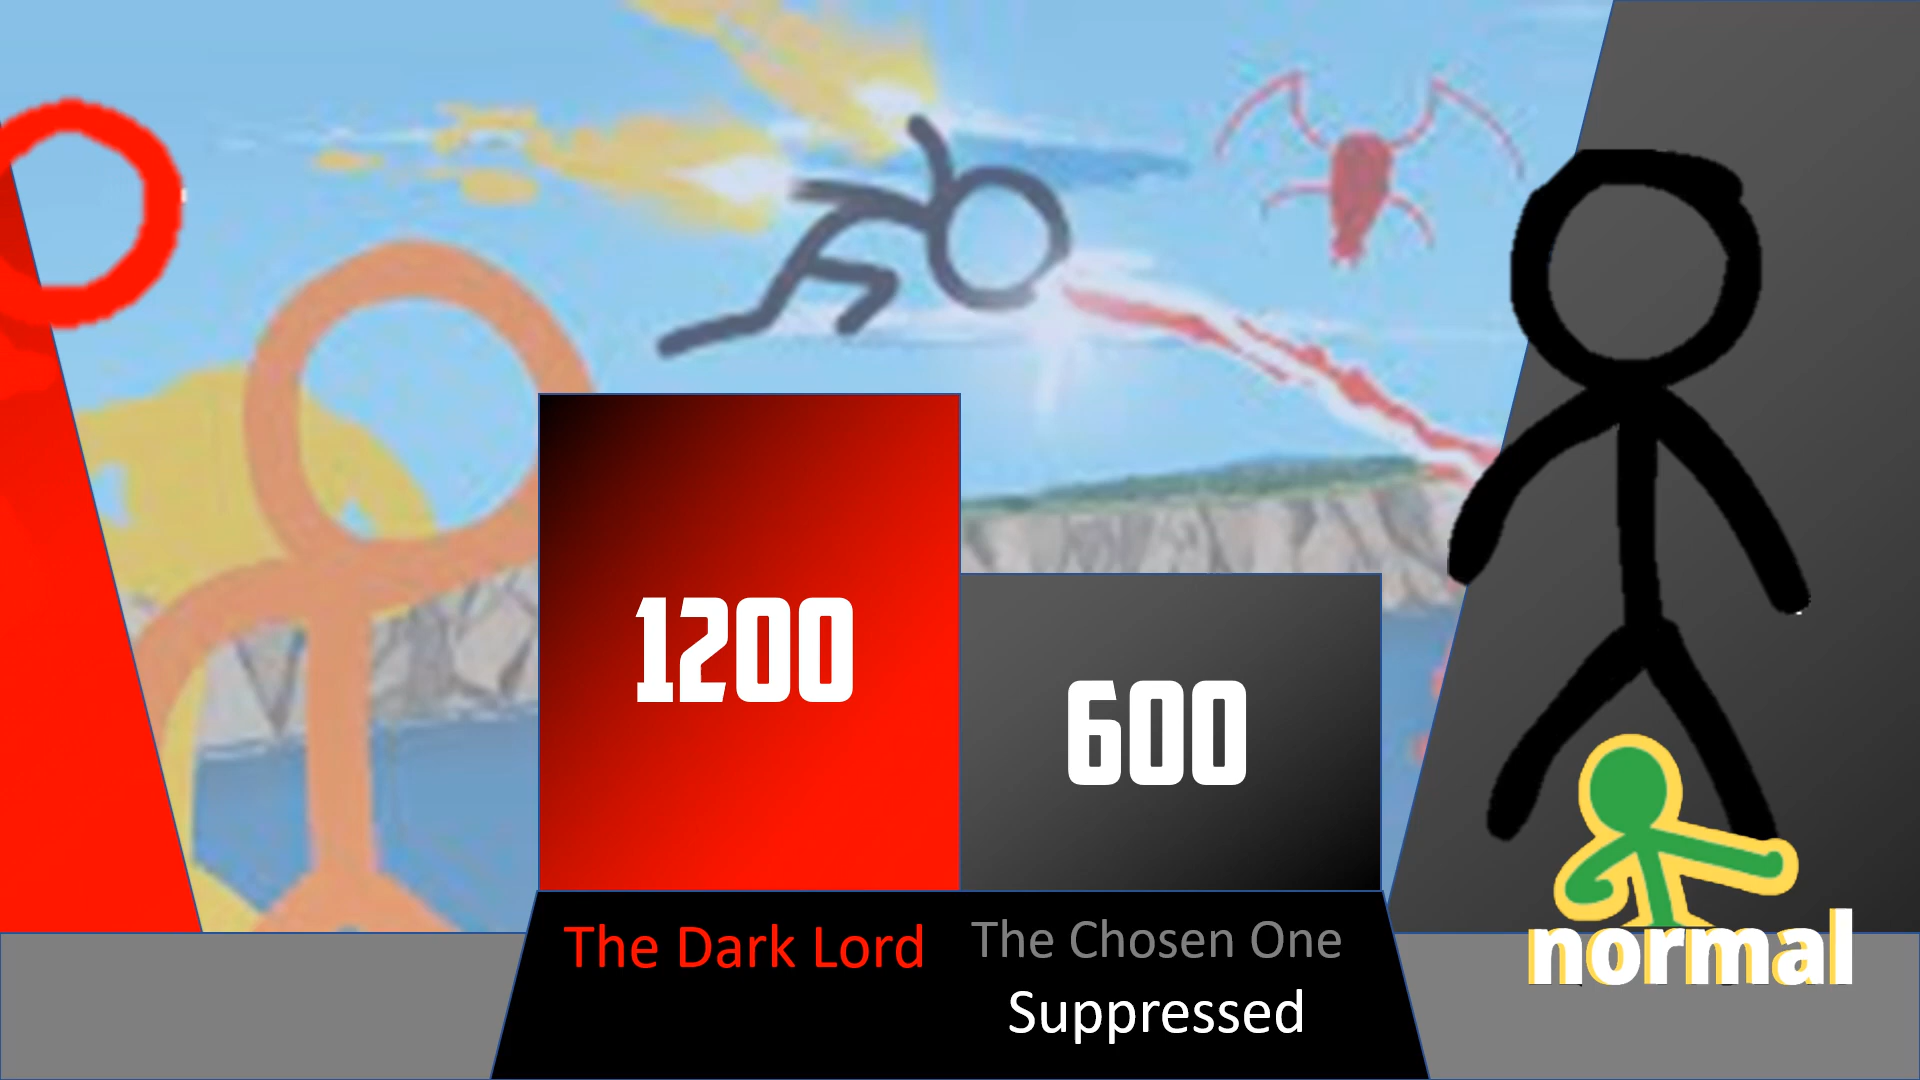 1200
600
The Dark Lord
The Chosen One
Suppressed
normal